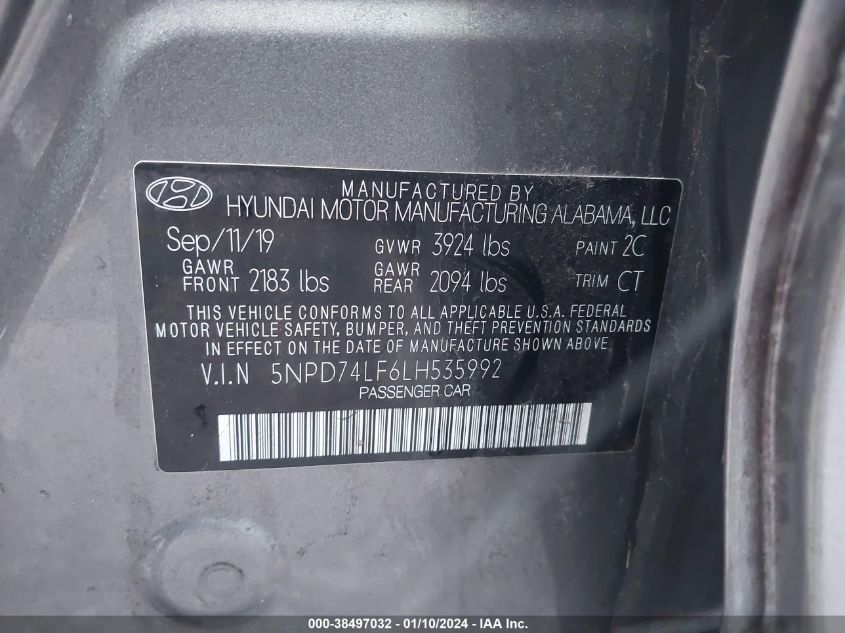 MANUFACTURED BY
HYUNDAI MOTOR MANUFACTURING ALABAMA, LLC
Sep/11/19 GVWR 3924 lbs PAINT 2C
GAWR FRONT 2183 lbs GAWR REAR 2094 lbs TRIM CT
THIS VEHICLE CONFORMS TO ALL APPLICABLE U.S.A. FEDERAL
MOTOR VEHICLE SAFETY, BUMPER, AND THEFT PREVENTION STANDARDS
IN EFFECT ON THE DATE OF MANUFACTURE SHOWN ABOVE
V.I.N 5NPD74LF6LH535992
PASSENGER CAR
000-38497032 - 01/10/2024 - IAA Inc.